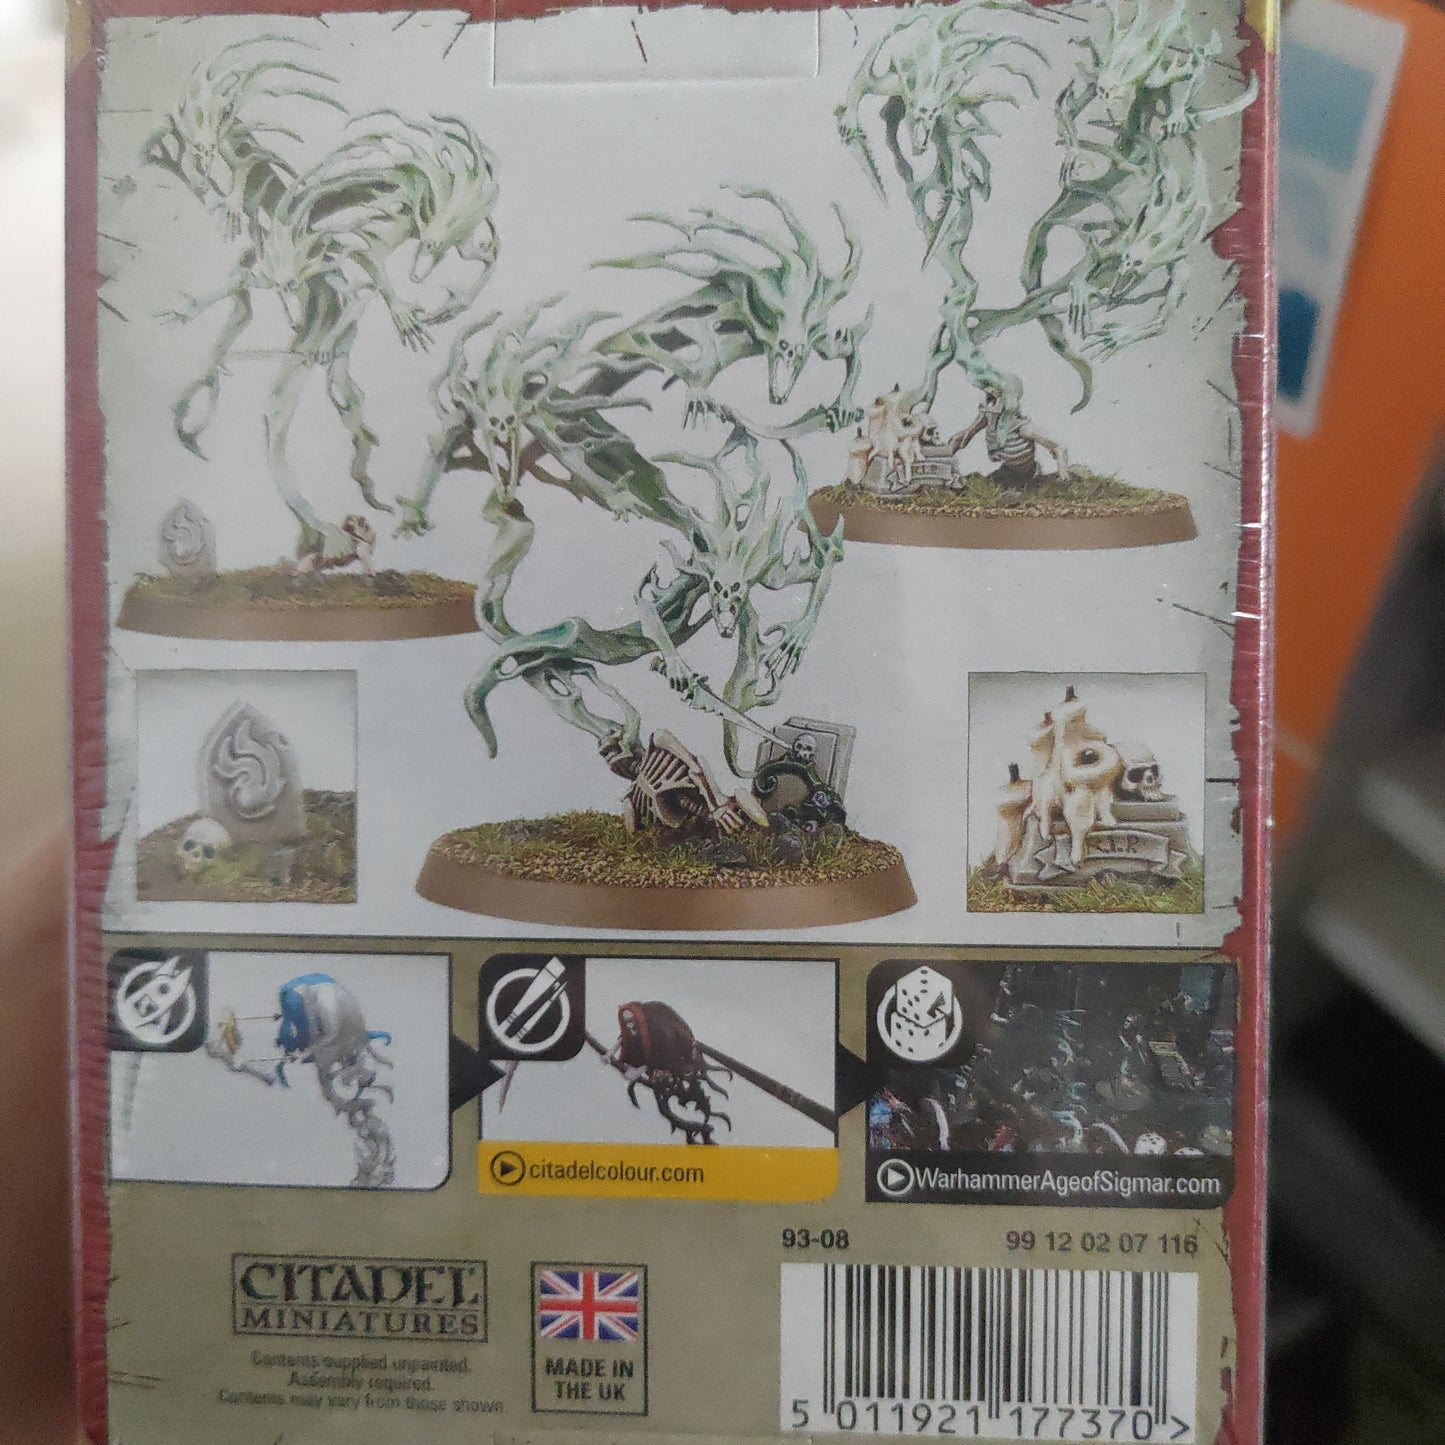 R.I.P
R.I.P
citadelcolour.com
WarhammerAgeofSigmar.com
93-08
99 12 02 07 116
CITADEL
MINIATURES
Contents supplied unpainted.
Assembly required.
Contents may vary from those shown.
MADE IN
THE UK
5 011921 177370 >